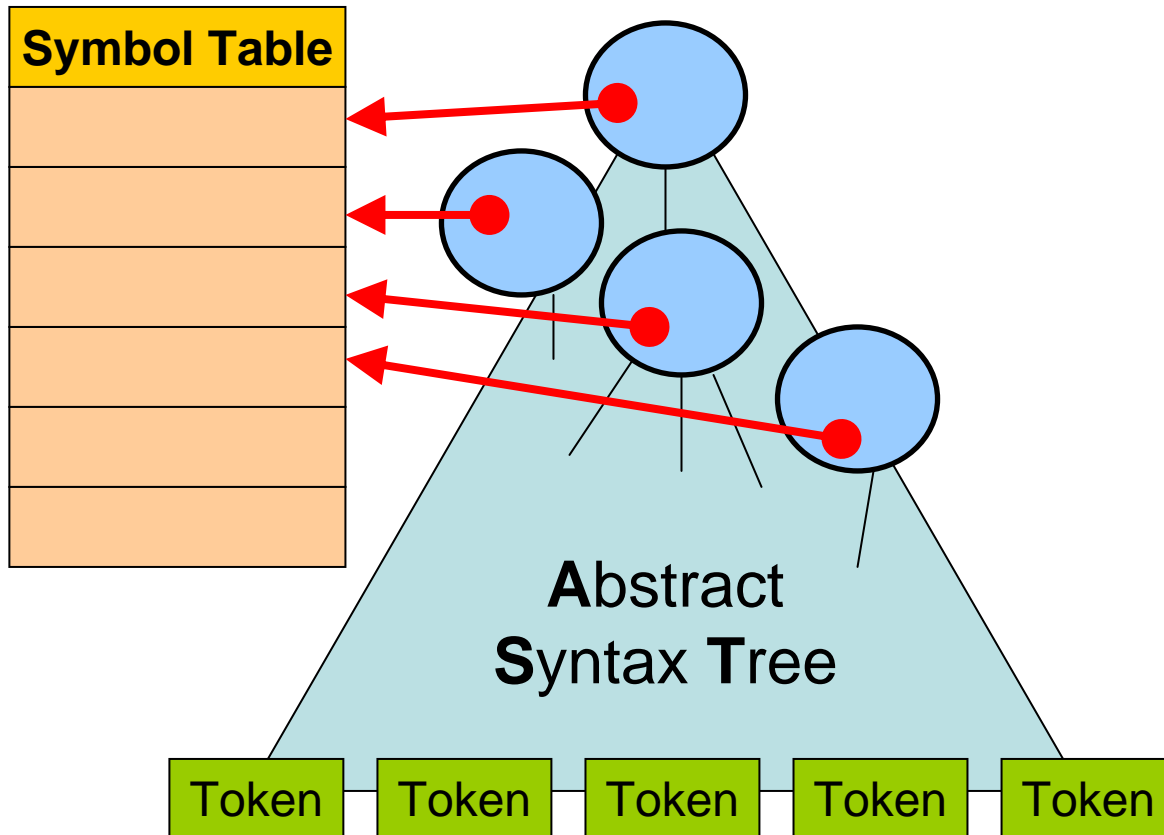 Symbol Table
Abstract
Syntax Tree
Token
Token
Token
Token
Token